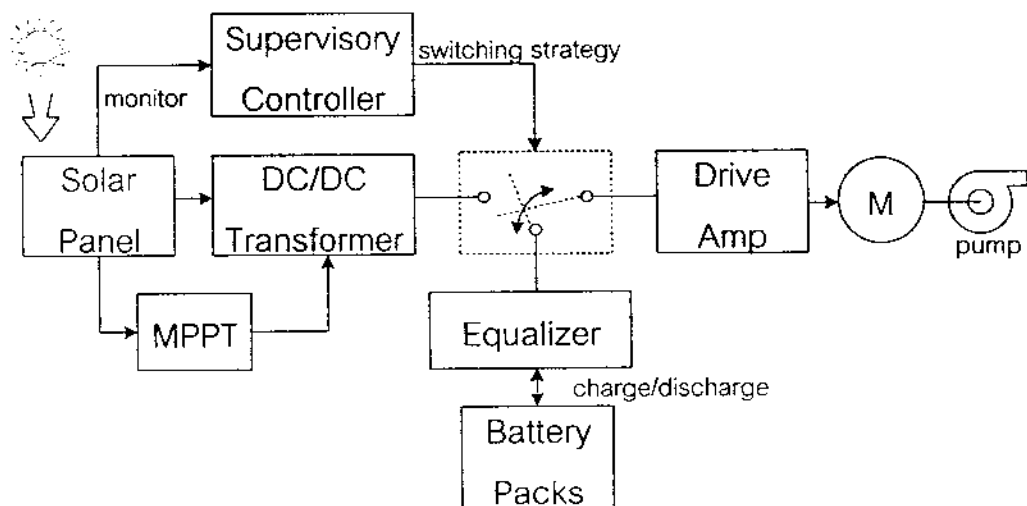 Supervisory
Controller
switching strategy
monitor
Solar
Panel
DC/DC
Transformer
Drive
Amp
M
pump
MPPT
Equalizer
charge/discharge
Battery
Packs